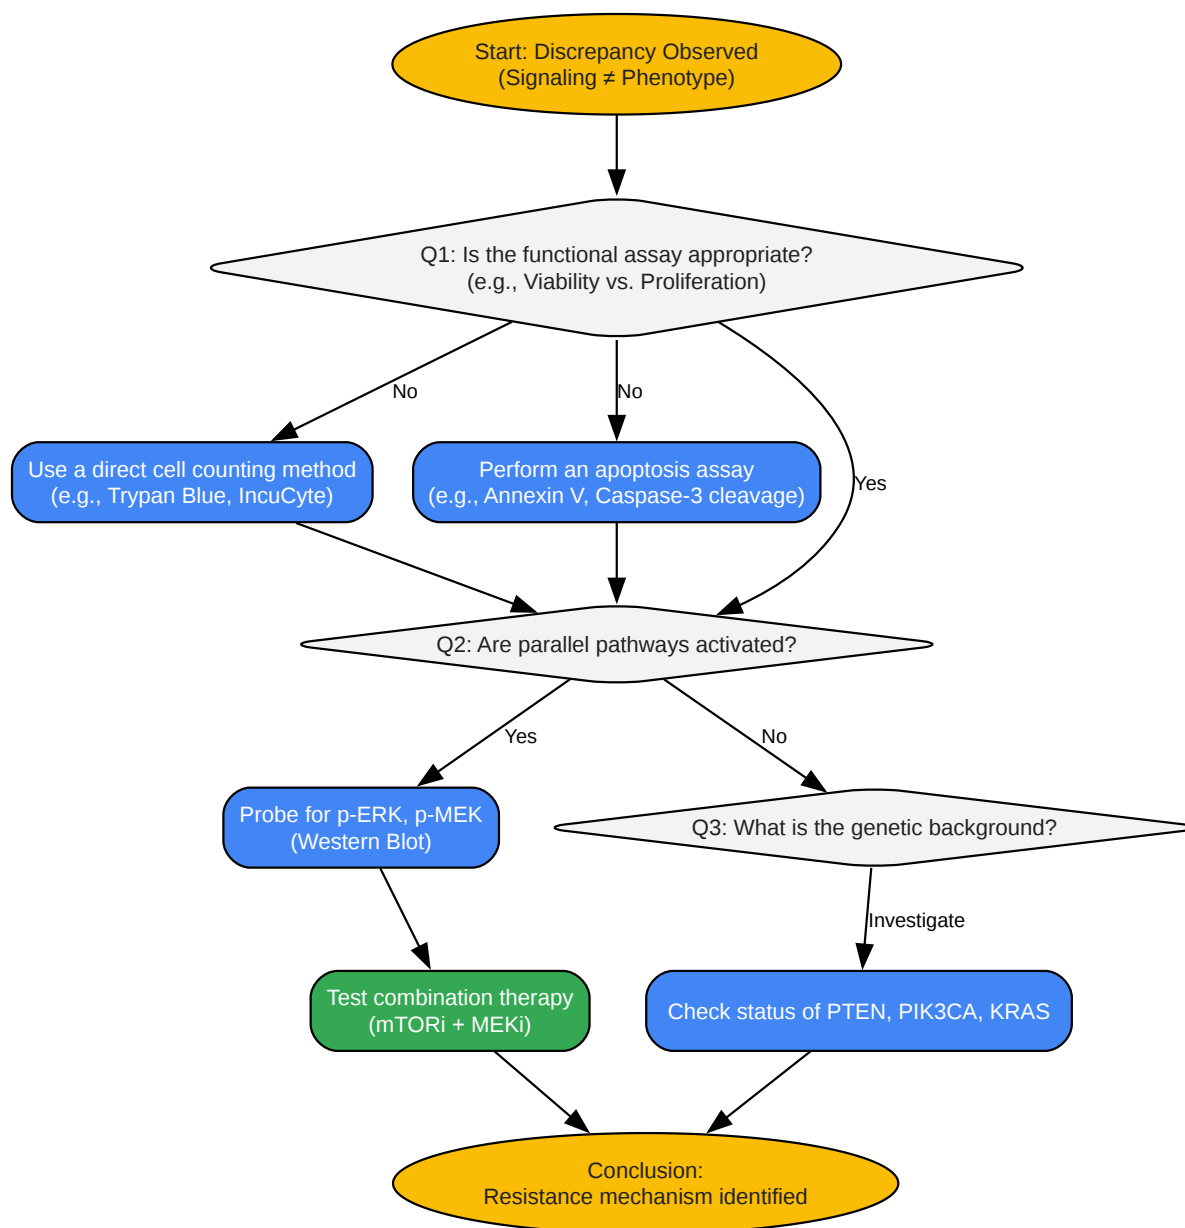 Start: Discrepancy Observed
(Signaling ≠ Phenotype)
Q1: Is the functional assay appropriate?
(e.g., Viability vs. Proliferation)
No
No
Yes
Use a direct cell counting method
(e.g., Trypan Blue, IncuCyte)
Perform an apoptosis assay
(e.g., Annexin V, Caspase-3 cleavage)
Q2: Are parallel pathways activated?
Yes
No
Probe for p-ERK, p-MEK
(Western Blot)
Q3: What is the genetic background?
Investigate
Test combination therapy
(mTORi + MEKi)
Check status of PTEN, PIK3CA, KRAS
Conclusion:
Resistance mechanism identified